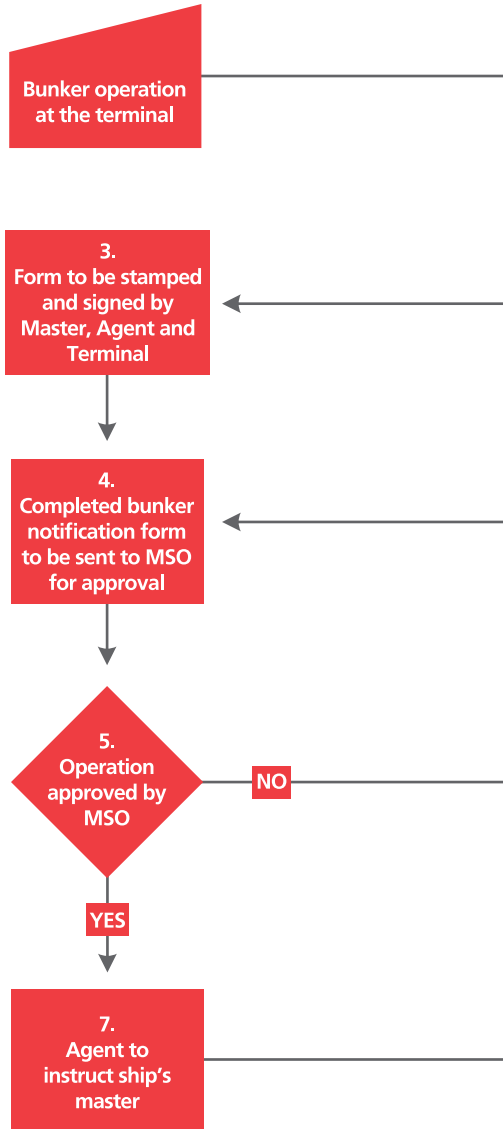 Bunker operation
at the terminal
3.
Form to be stamped
and signed by
Master, Agent and
Terminal
4.
Completed bunker
notification form
to be sent to MSO
for approval
5.
Operation
approved by
MSO
NO
YES
7.
Agent to
instruct ship's
master